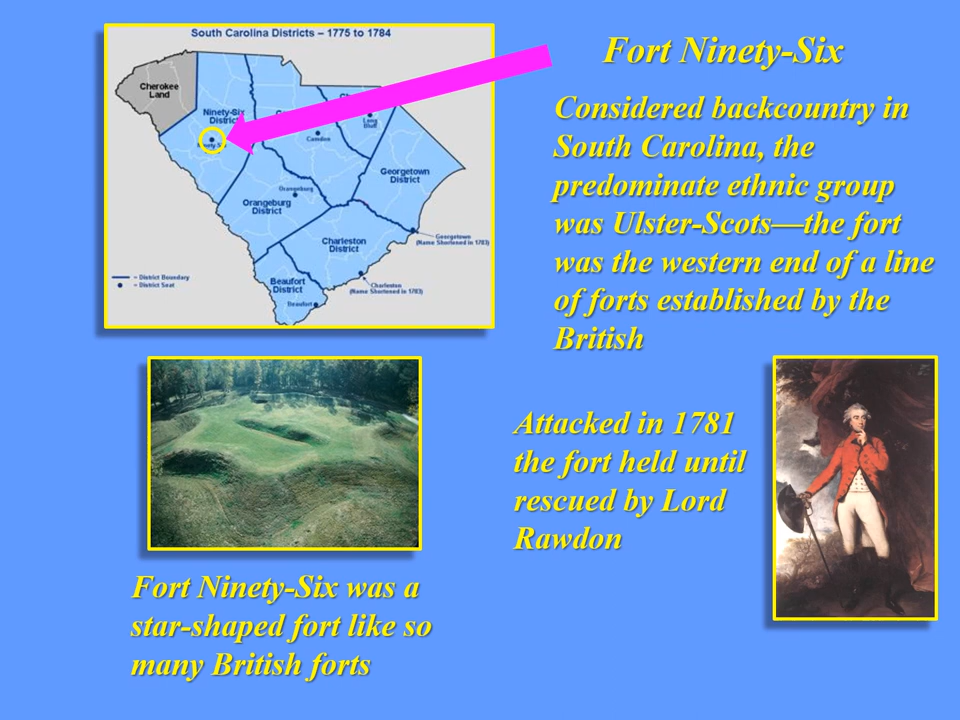 South Carolina Districts – 1775 to 1784
Cherokee
Land
Ninety-Six
District
Camden
Long
Bluff
Georgetown
District
Orangeburg
Orangeburg
District
Georgetown
(Name Shortened in 1783)
Charleston
District
Beaufort
District
Charleston
(Name Shortened in 1783)
Beaufort
= District Boundary
= District Seat
Fort Ninety-Six
Considered backcountry in
South Carolina, the
predominate ethnic group
was Ulster-Scots—the fort
was the western end of a line
of forts established by the
British
Attacked in 1781
the fort held until
rescued by Lord
Rawdon
Fort Ninety-Six was a
star-shaped fort like so
many British forts